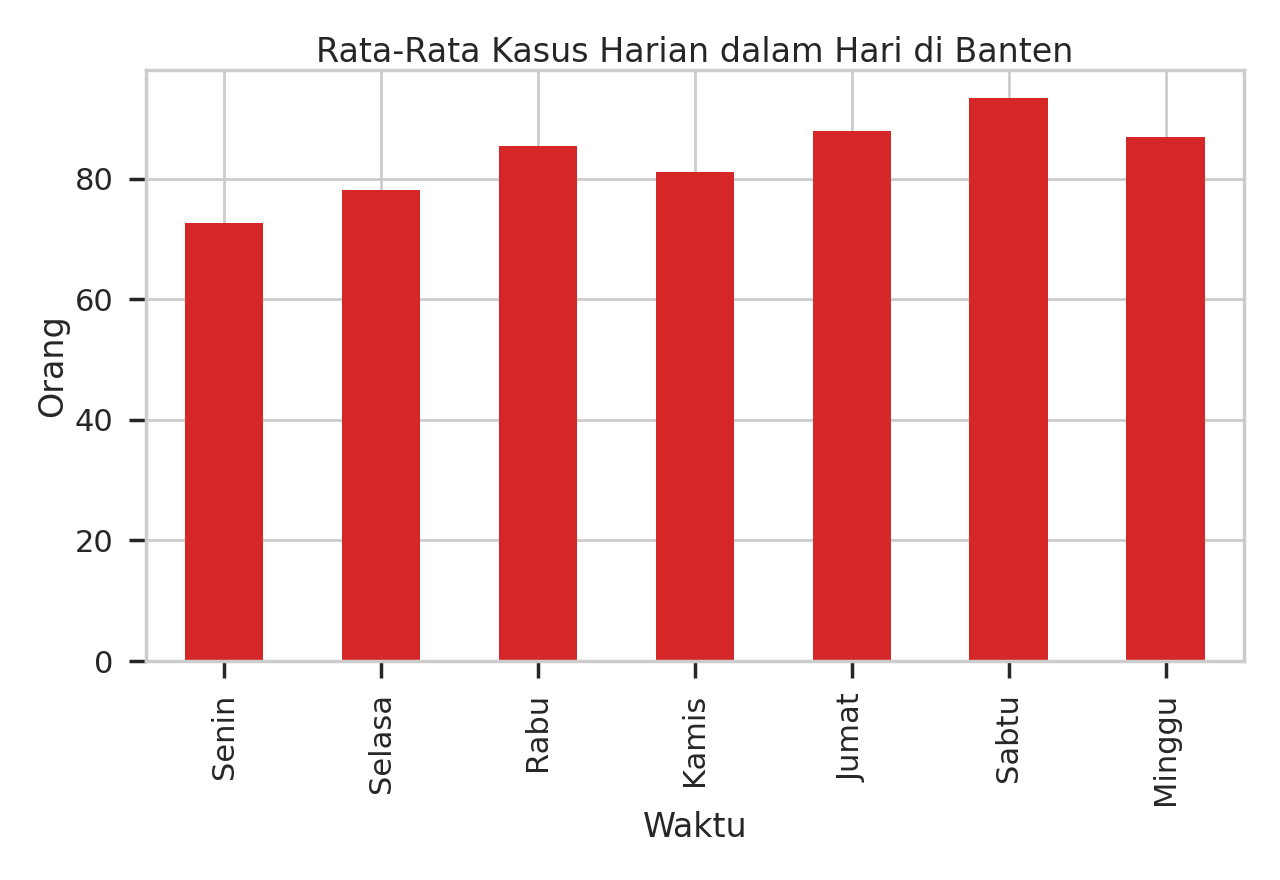 Rata-Rata Kasus Harian dalam Hari di Banten
Orang
80
60
40
20
0
Senin
Selasa
Rabu
Kamis
Jumat
Sabtu
Minggu
Waktu